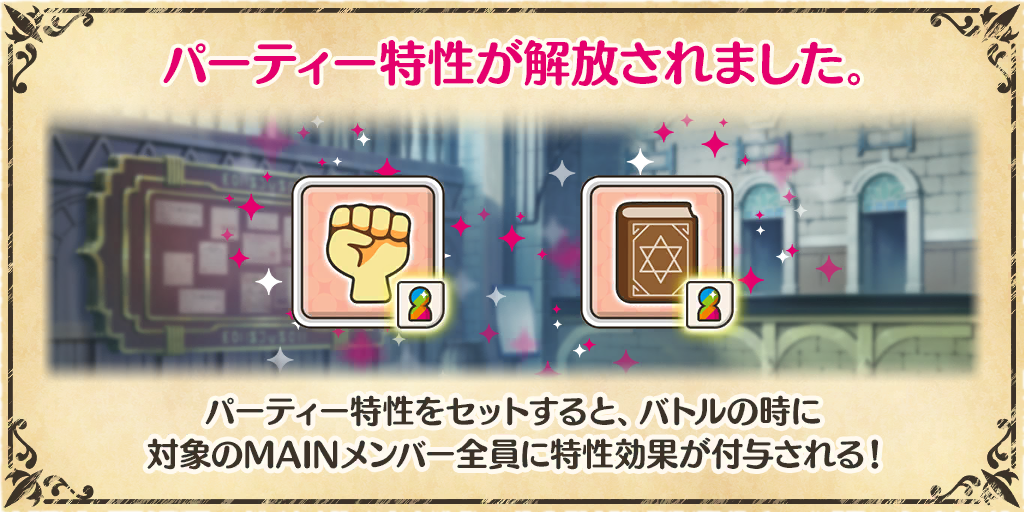 パーティー特性が解放されました。
パーティー特性をセットすると、バトルの時に
対象のMAINメンバー全員に特性効果が付与される！